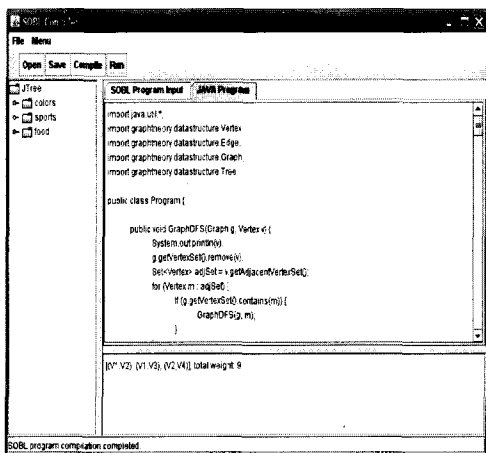 SOBL Compiler
File Menu
Open Save Compile Run
JTree
colors
sports
food
SOBL Program Input JAVA Program
import java.util.*;
import graphtheory.datastructure.Vertex
import graphtheory.datastructure.Edge;
import graphtheory.datastructure.Graph;
import graphtheory.datastructure.Tree
public class Program {
public void GraphDFS(Graph g, Vertex v) {
System.out.println(v);
g.getVertexSet().remove(v);
Set<Vertex> adjSet = v.getAdjacentVertexSet();
for (Vertex m : adjSet) {
if (g.getVertexSet().contains(m)) {
GraphDFS(g, m);
}
[(V1,V2), (V1,V3), (V2,V4)], total weight: 9
SOBL program compilation completed